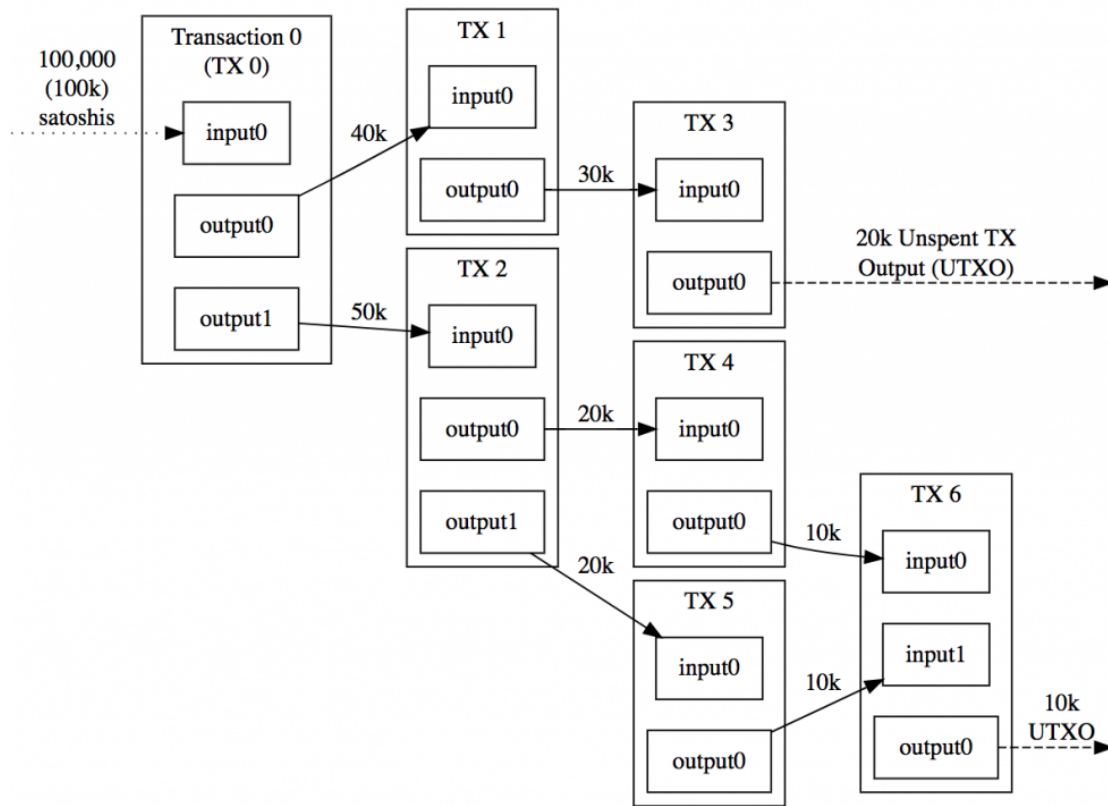 100,000
(100k)
satoshis
Transaction 0
(TX 0)
input0
output0
output1
40k
50k
TX 1
input0
output0
30k
TX 2
input0
output0
output1
20k
20k
TX 3
input0
output0
20k Unspent TX
Output (UTXO)
TX 4
input0
output0
10k
TX 5
input0
output0
10k
TX 6
input0
input1
output0
10k
UTXO